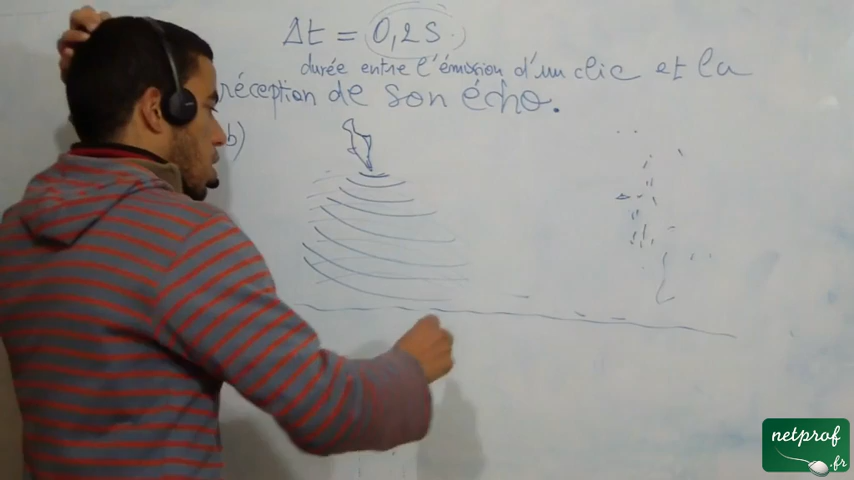 Δt = 0,2 S.
durée entre l'émission d'un clic et la
réception de son écho.
b)
netprof
.fr